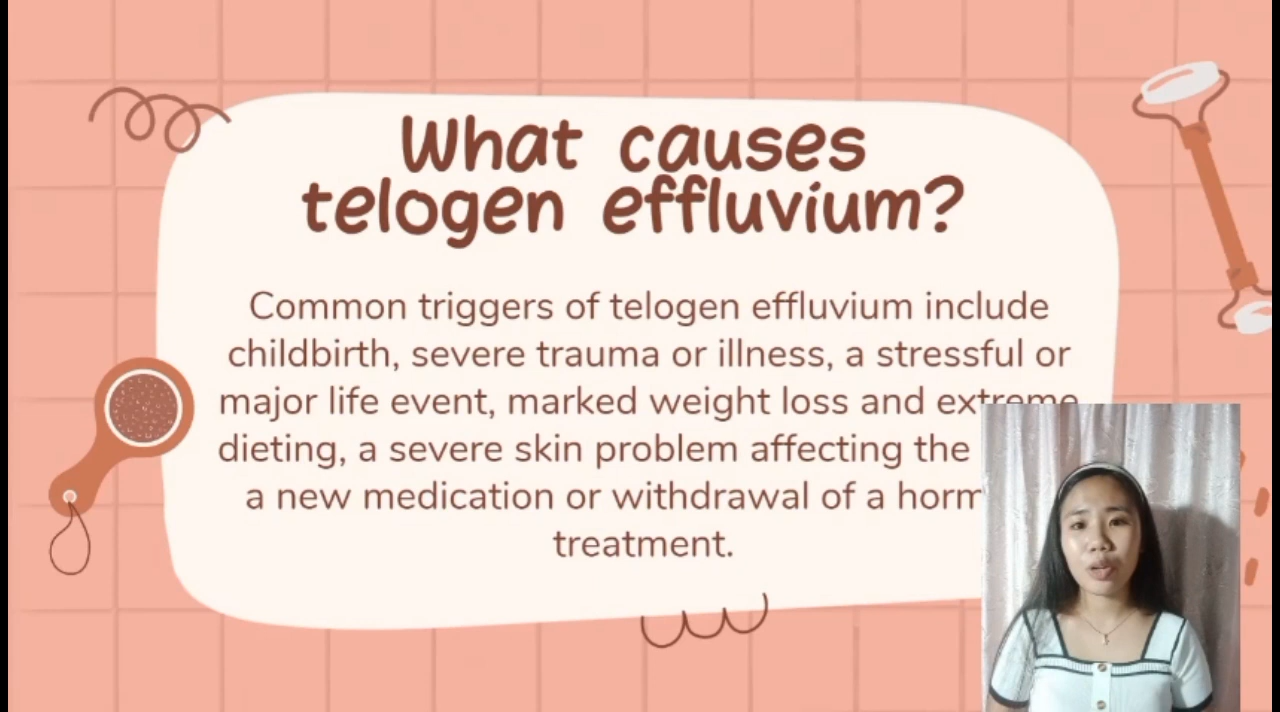 What causes
telogen effluvium?
Common triggers of telogen effluvium include
childbirth, severe trauma or illness, a stressful or
major life event, marked weight loss and extreme
dieting, a severe skin problem affecting the
a new medication or withdrawal of a
treatment.